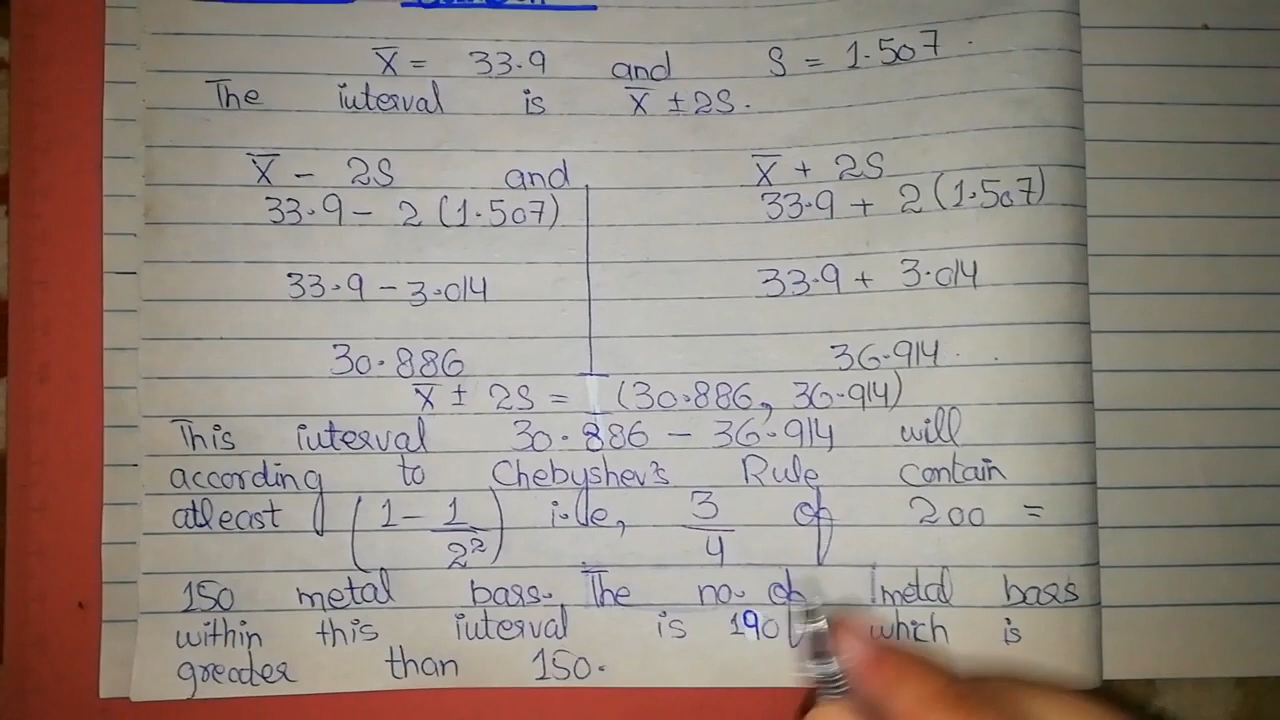 X̄ = 33.9 and S = 1.507.
The interval is X̄ ± 2S.
X̄ - 2S and X̄ + 2S
33.9 - 2 (1.507) 33.9 + 2 (1.507)
33.9 - 3.014 33.9 + 3.014
30.886 36.914
X̄ ± 2S = (30.886, 36.914)
This interval 30.886 - 36.914 will
according to Chebyshev's Rule contain
atleast (1 - 1/2²) i.e, 3/4 of 200 =
150 metal bars. The no. of metal bars
within this interval is 190 which is
greater than 150.